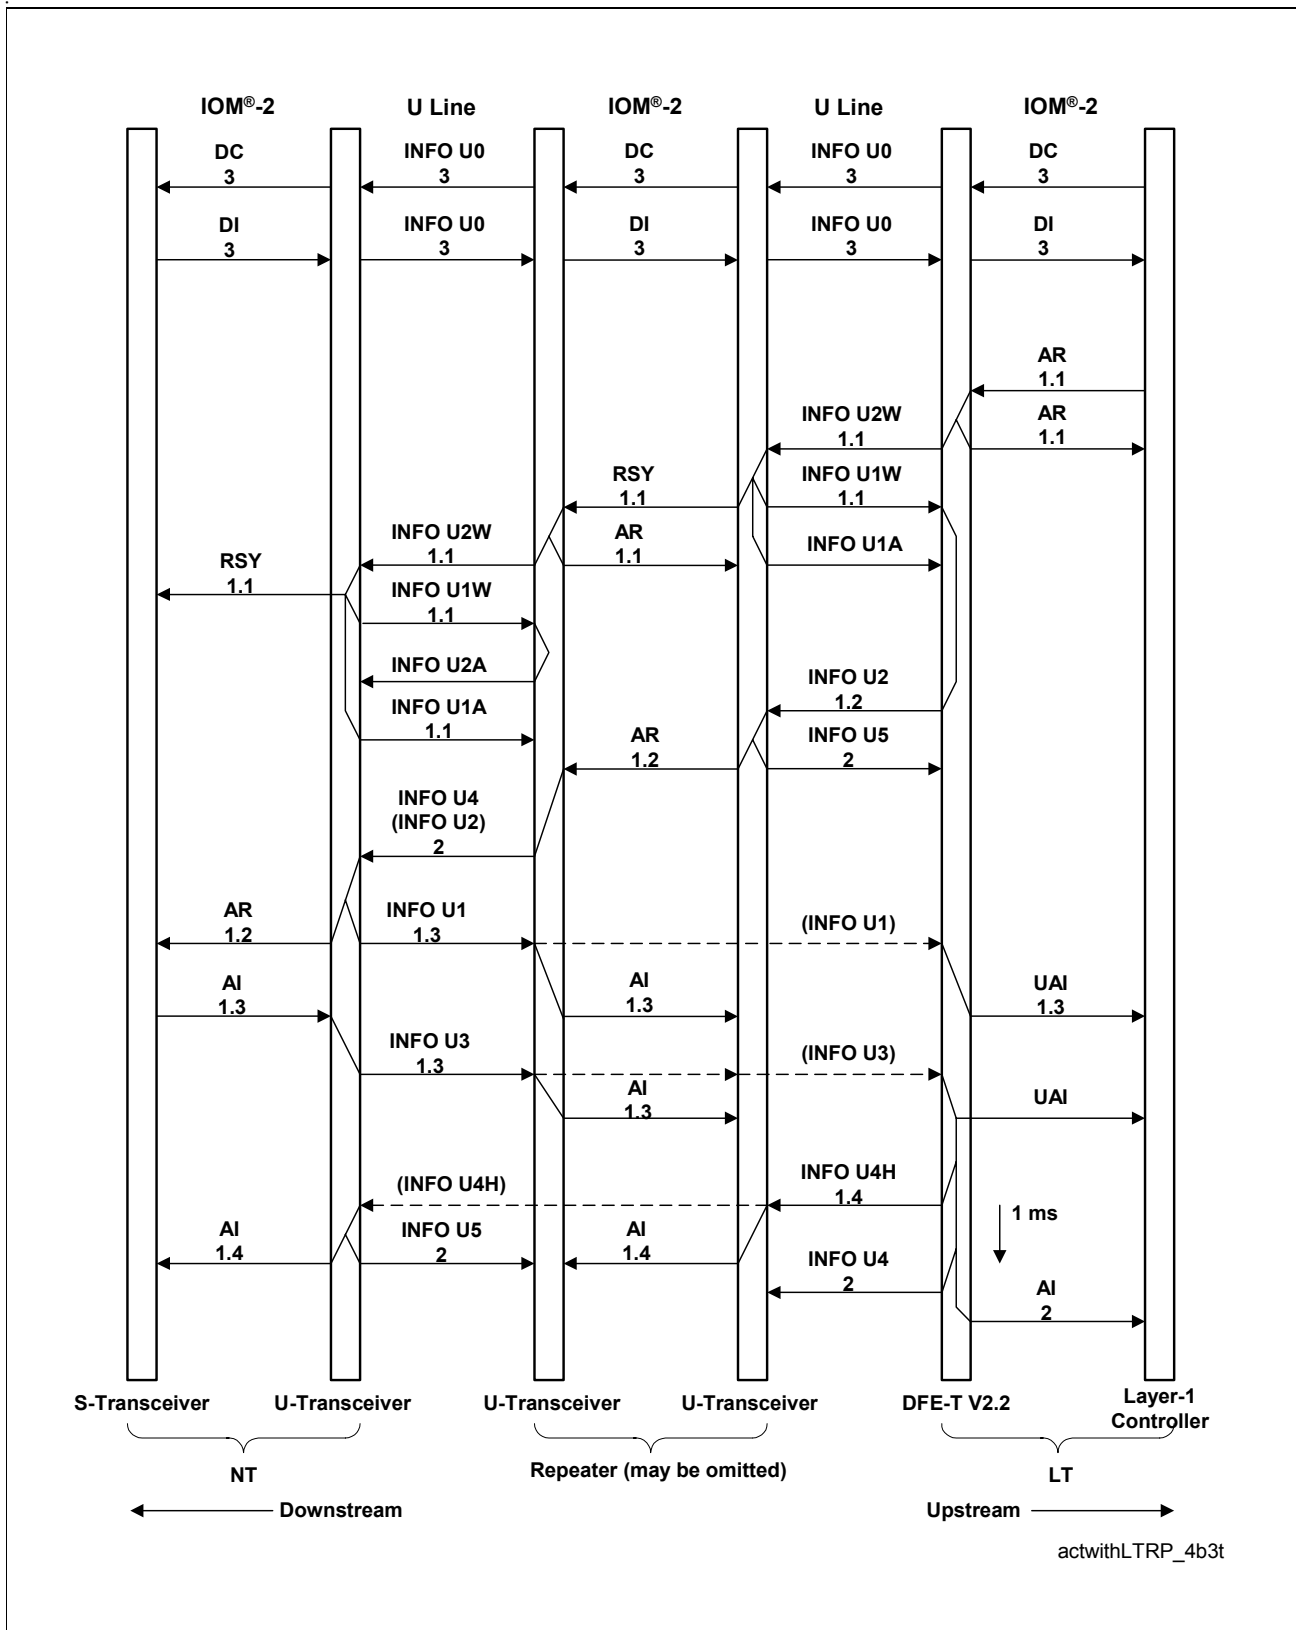 IOM®-2 U Line IOM®-2 U Line IOM®-2
DC INFO U0 DC INFO U0 DC
3 3 3 3 3
DI INFO U0 DI INFO U0 DI
3 3 3 3 3
AR
1.1
INFO U2W AR
1.1 1.1
RSY INFO U1W
1.1 1.1
INFO U2W AR INFO U1A
1.1 1.1
RSY
1.1
INFO U1W
1.1
INFO U2A INFO U2
1.2
INFO U1A
1.1
AR INFO U5
1.2 2
INFO U4
(INFO U2)
2
AR INFO U1 (INFO U1)
1.2 1.3
AI AI UAI
1.3 1.3 1.3
INFO U3 (INFO U3)
1.3
AI UAI
1.3
(INFO U4H) INFO U4H
1.4
1 ms
AI INFO U5 AI
1.4 2 1.4
INFO U4
2
AI
2
S-Transceiver U-Transceiver U-Transceiver U-Transceiver DFE-T V2.2 Layer-1
Controller
NT Repeater (may be omitted) LT
Downstream Upstream
actwithLTRP_4b3t